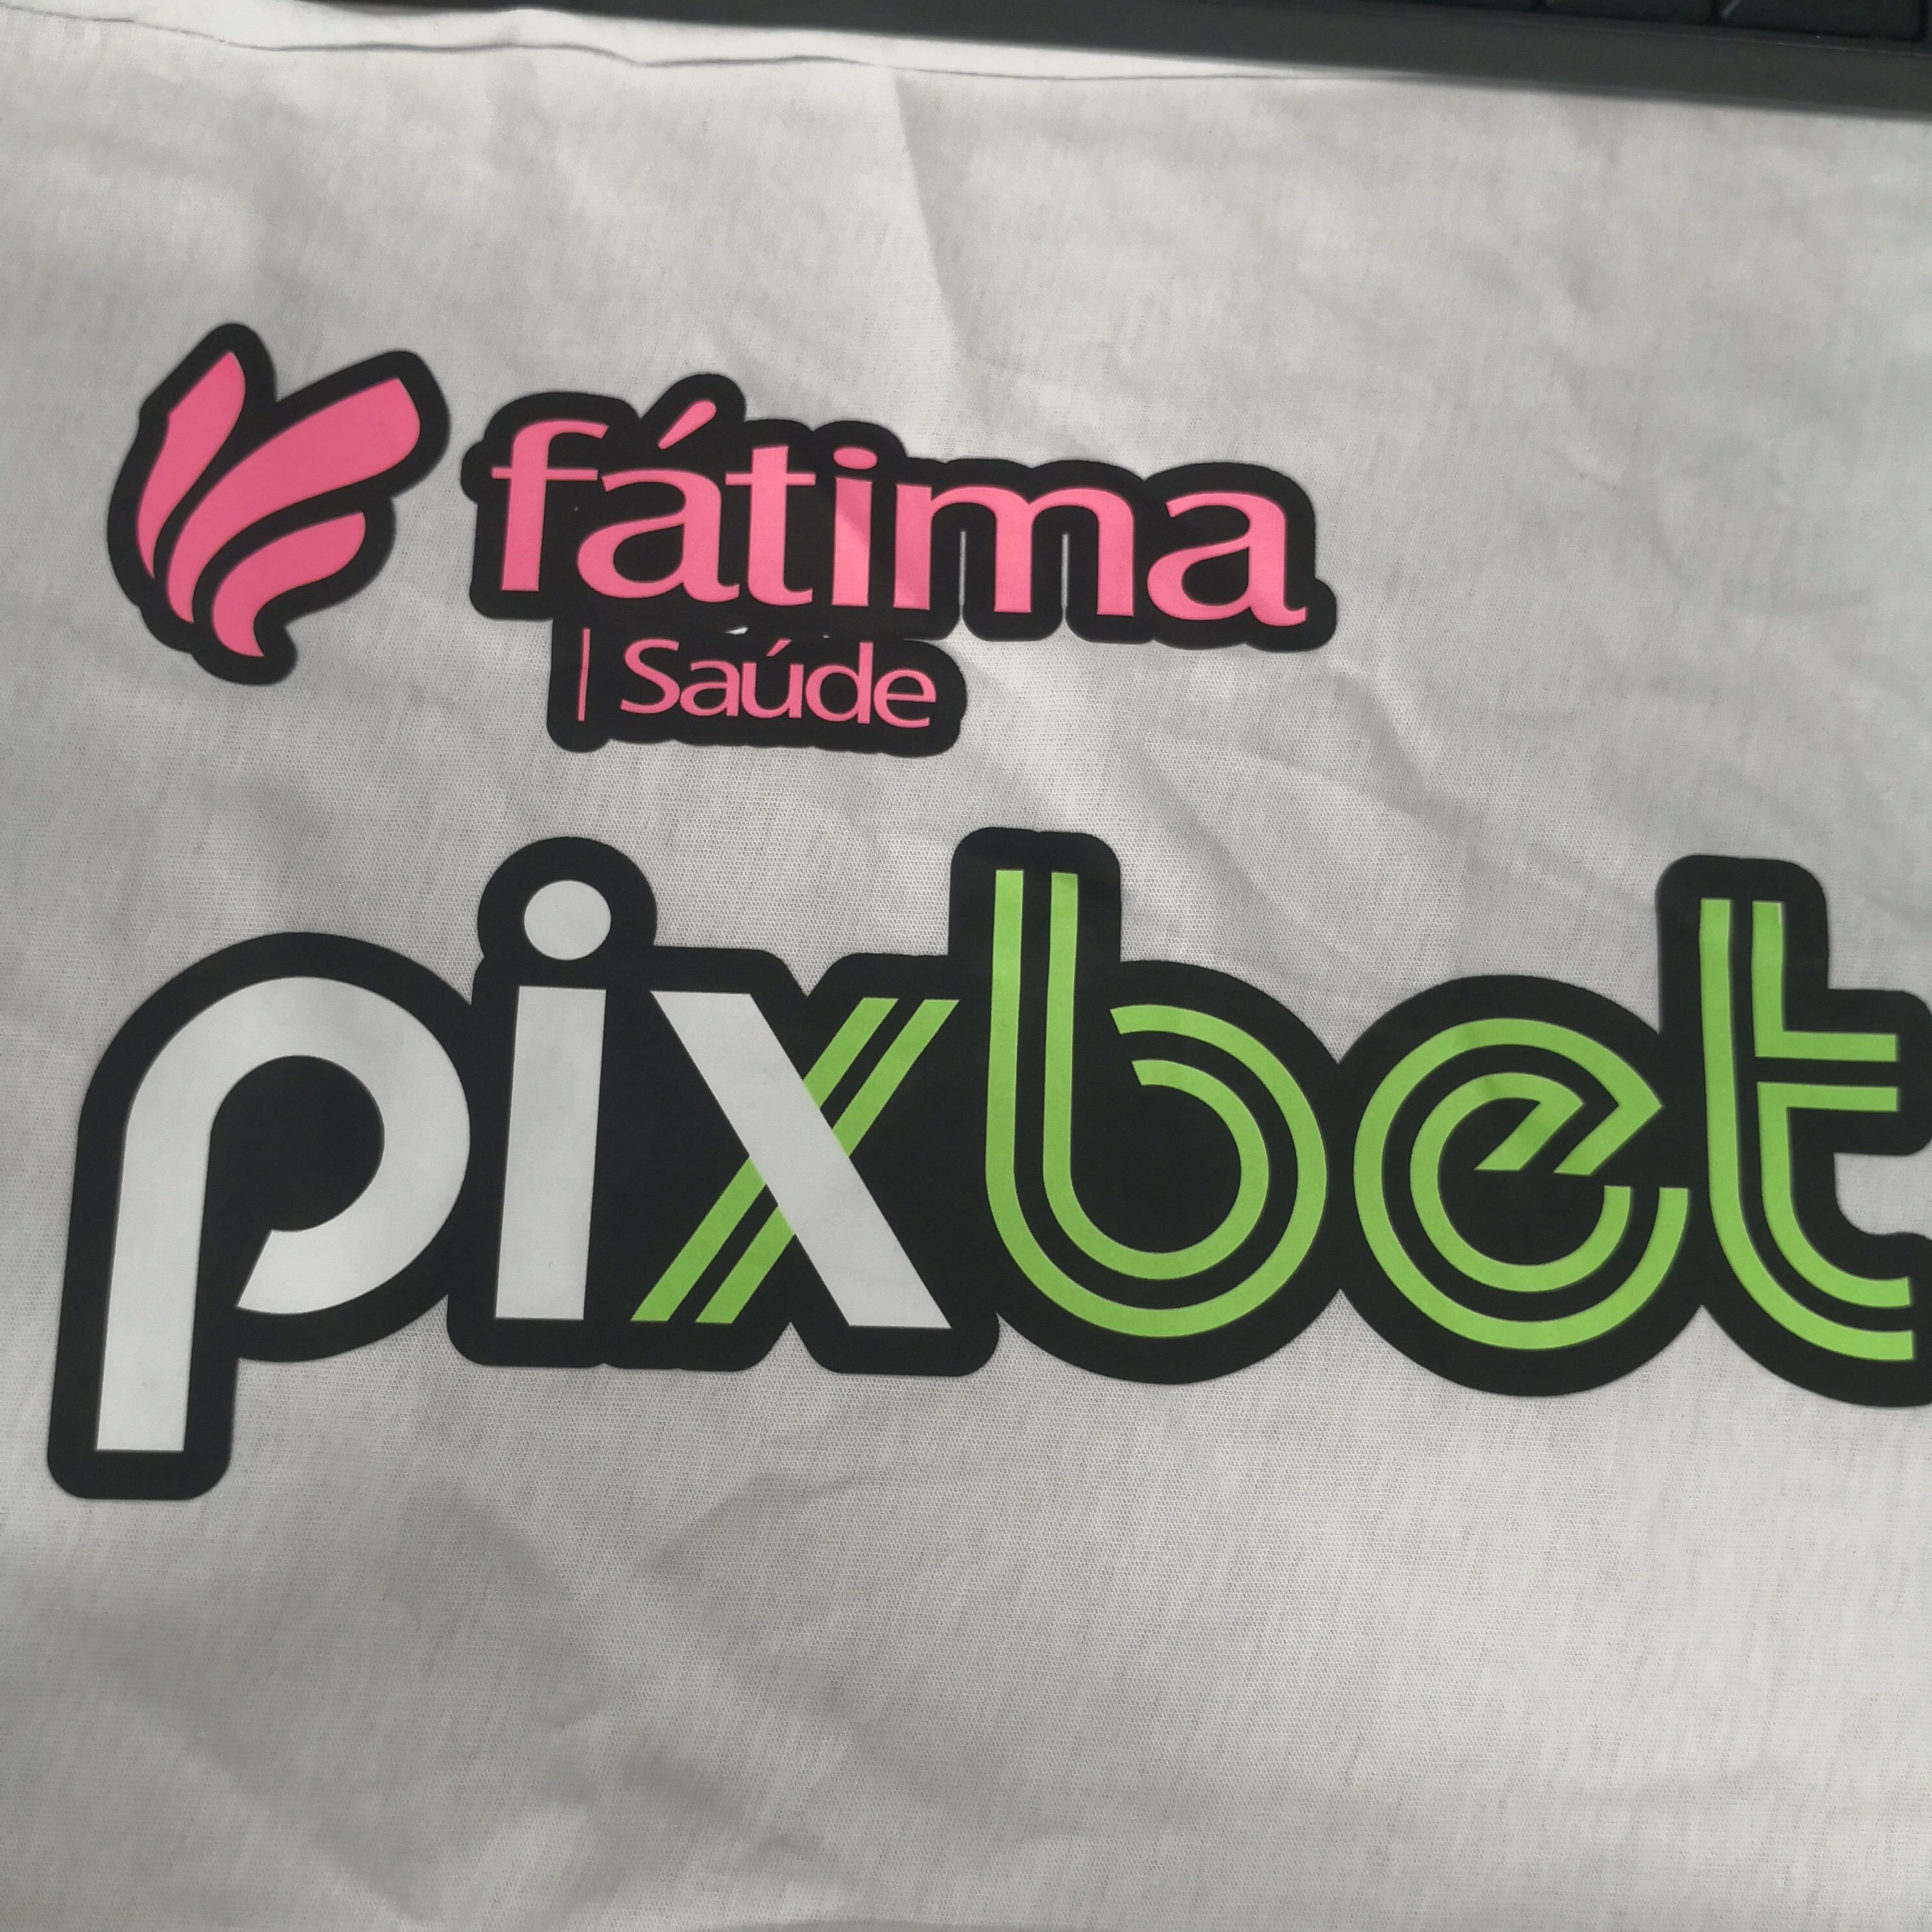 fátima
| Saúde
pixbet